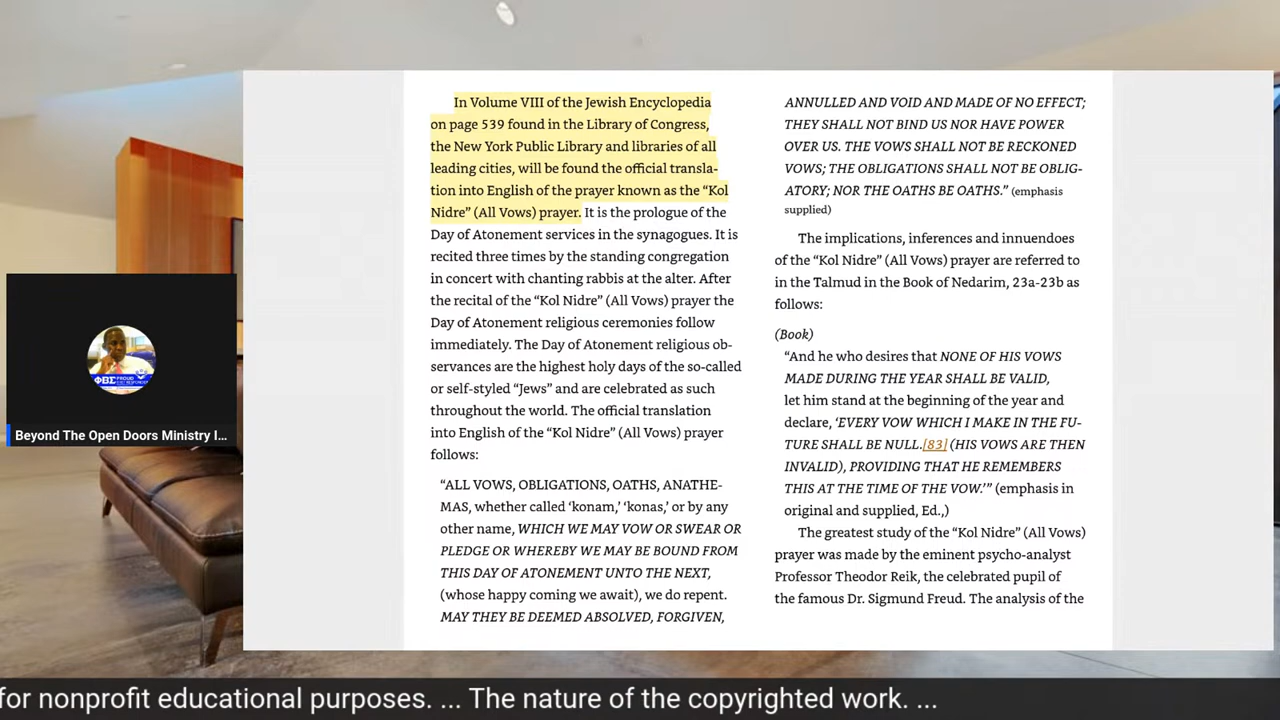 In Volume VIII of the Jewish Encyclopedia
on page 539 found in the Library of Congress,
the New York Public Library and libraries of all
leading cities, will be found the official transla-
tion into English of the prayer known as the “Kol
Nidre” (All Vows) prayer. It is the prologue of the
Day of Atonement services in the synagogues. It is
recited three times by the standing congregation
in concert with chanting rabbis at the alter. After
the recital of the “Kol Nidre” (All Vows) prayer the
Day of Atonement religious ceremonies follow
immediately. The Day of Atonement religious ob-
servances are the highest holy days of the so-called
or self-styled “Jews” and are celebrated as such
throughout the world. The official translation
into English of the “Kol Nidre” (All Vows) prayer
follows:
“ALL VOWS, OBLIGATIONS, OATHS, ANATHE-
MAS, whether called ‘konam,’ ‘konas,’ or by any
other name, WHICH WE MAY VOW OR SWEAR OR
PLEDGE OR WHEREBY WE MAY BE BOUND FROM
THIS DAY OF ATONEMENT UNTO THE NEXT,
(whose happy coming we await), we do repent.
MAY THEY BE DEEMED ABSOLVED, FORGIVEN,
ANNULLED AND VOID AND MADE OF NO EFFECT;
THEY SHALL NOT BIND US NOR HAVE POWER
OVER US. THE VOWS SHALL NOT BE RECKONED
VOWS; THE OBLIGATIONS SHALL NOT BE OBLIG-
ATORY; NOR THE OATHS BE OATHS.” (emphasis
supplied)
The implications, inferences and innuendoes
of the “Kol Nidre” (All Vows) prayer are referred to
in the Talmud in the Book of Nedarim, 23a-23b as
follows:
(Book)
“And he who desires that NONE OF HIS VOWS
MADE DURING THE YEAR SHALL BE VALID,
let him stand at the beginning of the year and
declare, ‘EVERY VOW WHICH I MAKE IN THE FU-
TURE SHALL BE NULL.[83] (HIS VOWS ARE THEN
INVALID), PROVIDING THAT HE REMEMBERS
THIS AT THE TIME OF THE VOW.’” (emphasis in
original and supplied, Ed.,)
The greatest study of the “Kol Nidre” (All Vows)
prayer was made by the eminent psycho-analyst
Professor Theodor Reik, the celebrated pupil of
the famous Dr. Sigmund Freud. The analysis of the
ΦΒΣ PROUD
Beyond The Open Doors Ministry I...
for nonprofit educational purposes. ... The nature of the copyrighted work. ...